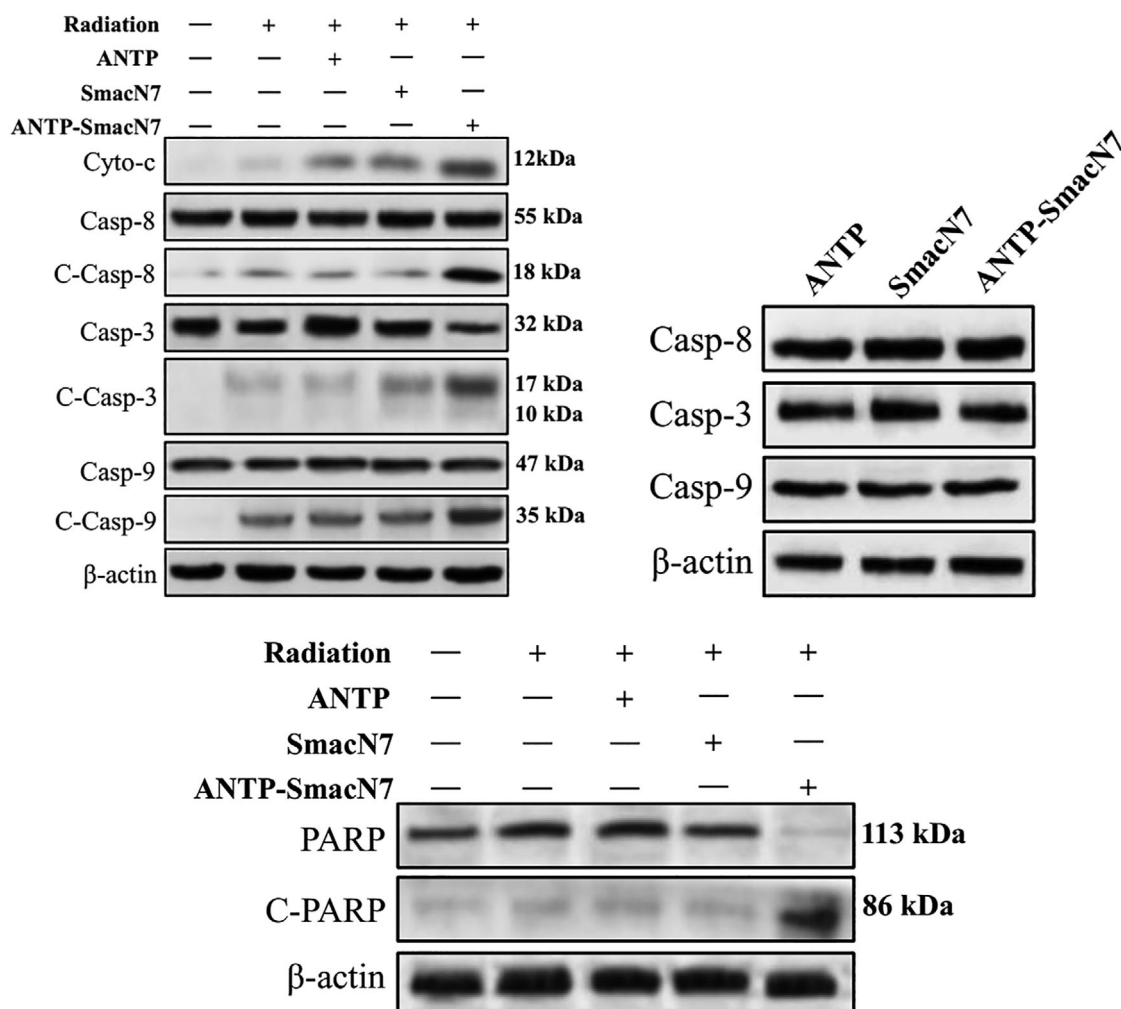 Radiation — + + + +
ANTP — — + — —
SmacN7 — — — + —
ANTP-SmacN7 — — — — +
Cyto-c 12kDa
Casp-8 55 kDa
C-Casp-8 18 kDa
Casp-3 32 kDa
C-Casp-3 17 kDa
10 kDa
Casp-9 47 kDa
C-Casp-9 35 kDa
β-actin
ANTP SmacN7 ANTP-SmacN7
Casp-8
Casp-3
Casp-9
β-actin
Radiation — + + + +
ANTP — — + — —
SmacN7 — — — + —
ANTP-SmacN7 — — — — +
PARP 113 kDa
C-PARP 86 kDa
β-actin